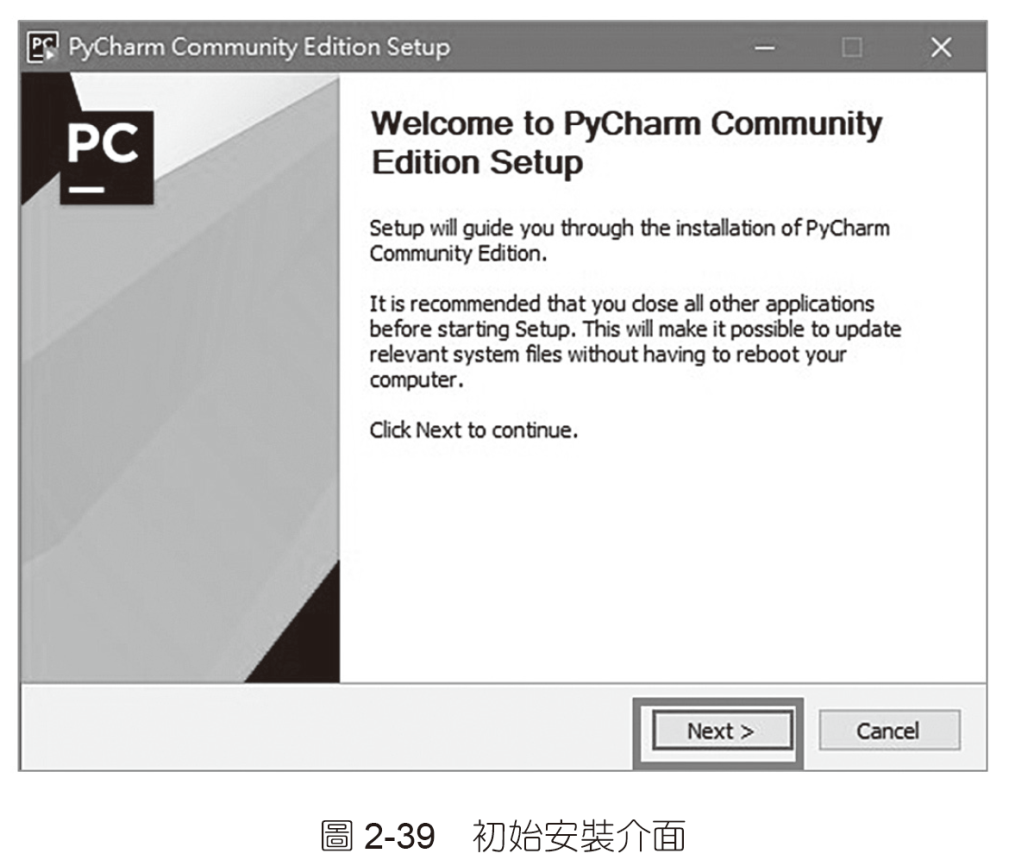 PC PyCharm Community Edition Setup
PC
Welcome to PyCharm Community
Edition Setup
Setup will guide you through the installation of PyCharm
Community Edition.
It is recommended that you close all other applications
before starting Setup. This will make it possible to update
relevant system files without having to reboot your
computer.
Click Next to continue.
Next >
Cancel
圖 2-39 初始安裝介面